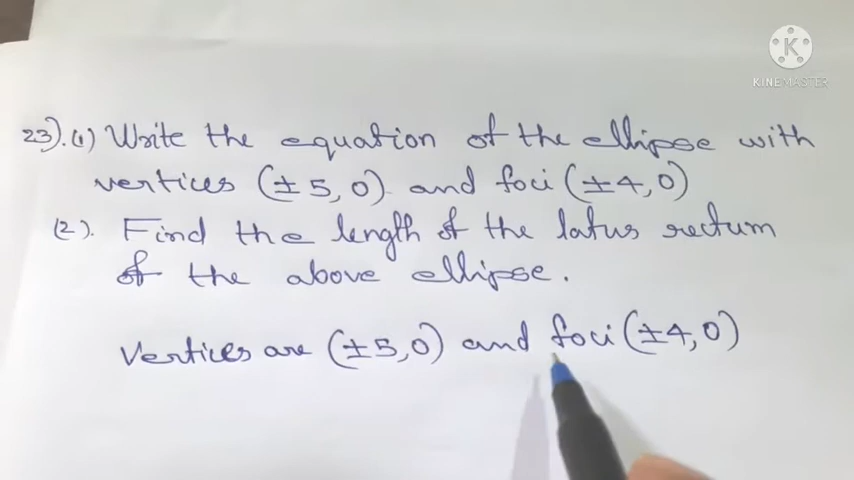 K
KINEMASTER
23). (1) Write the equation of the ellipse with
vertices (±5, 0). and foci (±4, 0)
(2). Find the length of the latus rectum
of the above ellipse.
Vertices are (±5, 0) and foci (±4, 0)